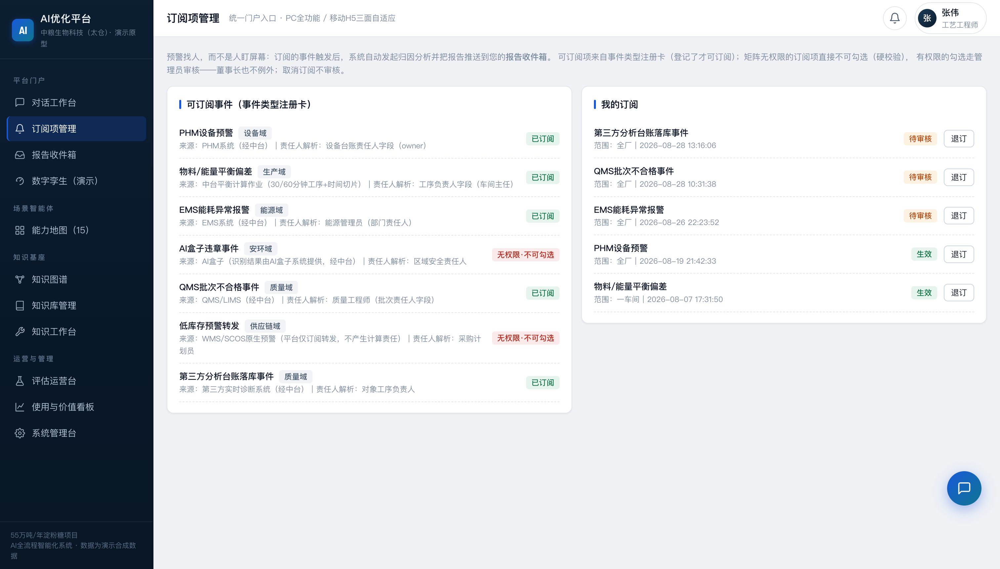 AI
AI优化平台
中粮生物科技（太仓）· 演示原
型
平台门户
对话工作台
订阅项管理
报告收件箱
数字孪生（演示）
场景智能体
能力地图（15）
知识基座
知识图谱
知识库管理
知识工作台
运营与管理
评估运营台
使用与价值看板
系统管理台
55万吨/年淀粉糖项目
AI全流程智能化系统 · 数据为演示合成数
据
订阅项管理 统一门户入口 · PC全功能 / 移动H5三面自适应
张 张伟
工艺工程师
预警找人，而不是人盯屏幕：订阅的事件触发后，系统自动发起归因分析并把报告推送到您的报告收件箱。 可订阅项来自事件类型注册卡（登记了才可订阅）；矩阵无权限的订阅项直接不可勾选（硬校验）， 有权限的勾选走管
理员审核——董事长也不例外；取消订阅不审核。
可订阅事件（事件类型注册卡）
PHM设备预警 设备域
来源：PHM系统（经中台） | 责任人解析：设备台账责任人字段（owner）
已订阅
物料/能量平衡偏差 生产域
来源：中台平衡计算作业（30/60分钟工序+时间切片） | 责任人解析：工序负责人字段（车间主任）
已订阅
EMS能耗异常报警 能源域
来源：EMS系统（经中台） | 责任人解析：能源管理员（部门责任人）
已订阅
AI盒子违章事件 安环域
来源：AI盒子（识别结果由AI盒子系统提供，经中台） | 责任人解析：区域安全责任人
无权限·不可勾选
QMS批次不合格事件 质量域
来源：QMS/LIMS（经中台） | 责任人解析：质量工程师（批次责任人字段）
已订阅
低库存预警转发 供应链域
来源：WMS/SCOS原生预警（平台仅订阅转发，不产生计算责任） | 责任人解析：采购计
划员
无权限·不可勾选
第三方分析台账落库事件 质量域
来源：第三方实时诊断系统（经中台） | 责任人解析：对象工序负责人
已订阅
我的订阅
第三方分析台账落库事件
范围：全厂 | 2026-08-28 13:16:06
待审核 退订
QMS批次不合格事件
范围：全厂 | 2026-08-28 10:31:38
待审核 退订
EMS能耗异常报警
范围：全厂 | 2026-08-26 22:23:52
待审核 退订
PHM设备预警
范围：全厂 | 2026-08-19 21:42:33
生效 退订
物料/能量平衡偏差
范围：一车间 | 2026-08-07 17:31:50
生效 退订